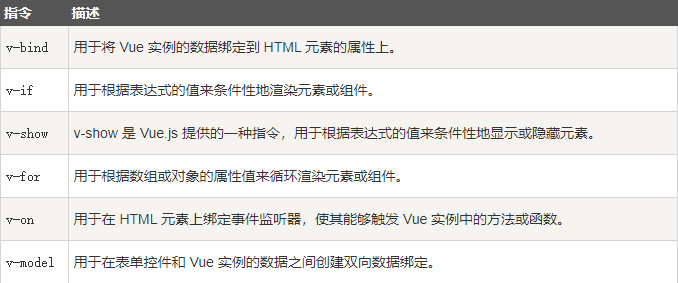 指令 描述
v-bind 用于将 Vue 实例的数据绑定到 HTML 元素的属性上。
v-if 用于根据表达式的值来条件性地渲染元素或组件。
v-show v-show 是 Vue.js 提供的一种指令，用于根据表达式的值来条件性地显示或隐藏元素。
v-for 用于根据数组或对象的属性值来循环渲染元素或组件。
v-on 用于在 HTML 元素上绑定事件监听器，使其能够触发 Vue 实例中的方法或函数。
v-model 用于在表单控件和 Vue 实例的数据之间创建双向数据绑定。